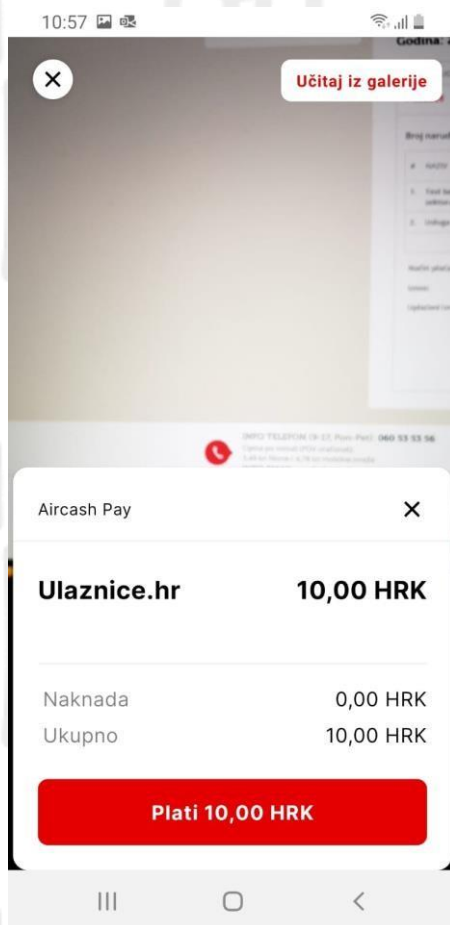 10:57
Učitaj iz galerije
Godina:
Broj
INFO TELEFON (9-17, Pon-Pet): 060 53 53 56
Aircash Pay
Ulaznice.hr 10,00 HRK
Naknada 0,00 HRK
Ukupno 10,00 HRK
Plati 10,00 HRK